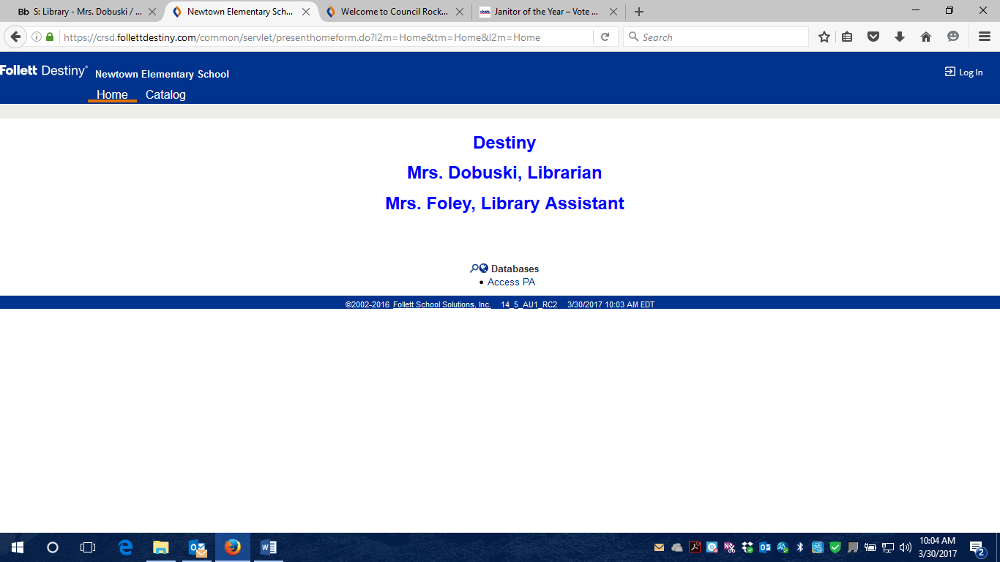 Bb S: Library - Mrs. Dobuski / ...
Newtown Elementary Sch...
Welcome to Council Rock...
Janitor of the Year – Vote ...
https://crsd.follettdestiny.com/common/servlet/presenthomeform.do?l2m=Home&tm=Home&l2m=Home
Search
Follett Destiny
Newtown Elementary School
Log In
Home Catalog
Destiny
Mrs. Dobuski, Librarian
Mrs. Foley, Library Assistant
Databases
• Access PA
©2002-2016 Follett School Solutions, Inc. 14_5_AU1_RC2 3/30/2017 10:03 AM EDT
10:04 AM
3/30/2017
2